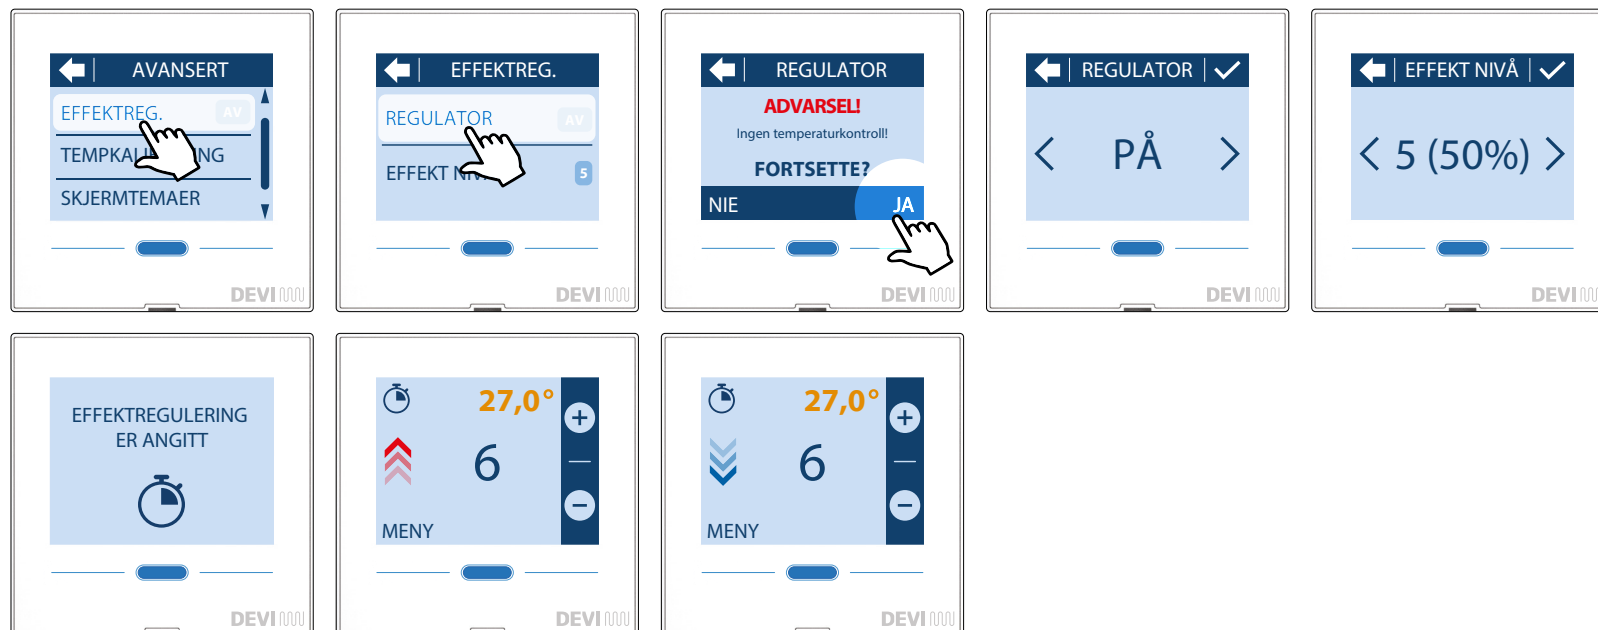 AVANSERT
EFFEKTREG. AV
SKJERMTEMAER
DEVI
EFFEKTREG.
REGULATOR AV
EFFEKT 5
DEVI
REGULATOR
ADVARSEL!
Ingen temperaturkontroll!
FORTSETTE?
NIE JA
DEVI
REGULATOR
< PÅ >
DEVI
EFFEKT NIVÅ
< 5 (50%) >
DEVI
EFFEKTREGULERING
ER ANGITT
DEVI
27,0°
+
6
−
MENY
DEVI
27,0°
+
6
−
MENY
DEVI